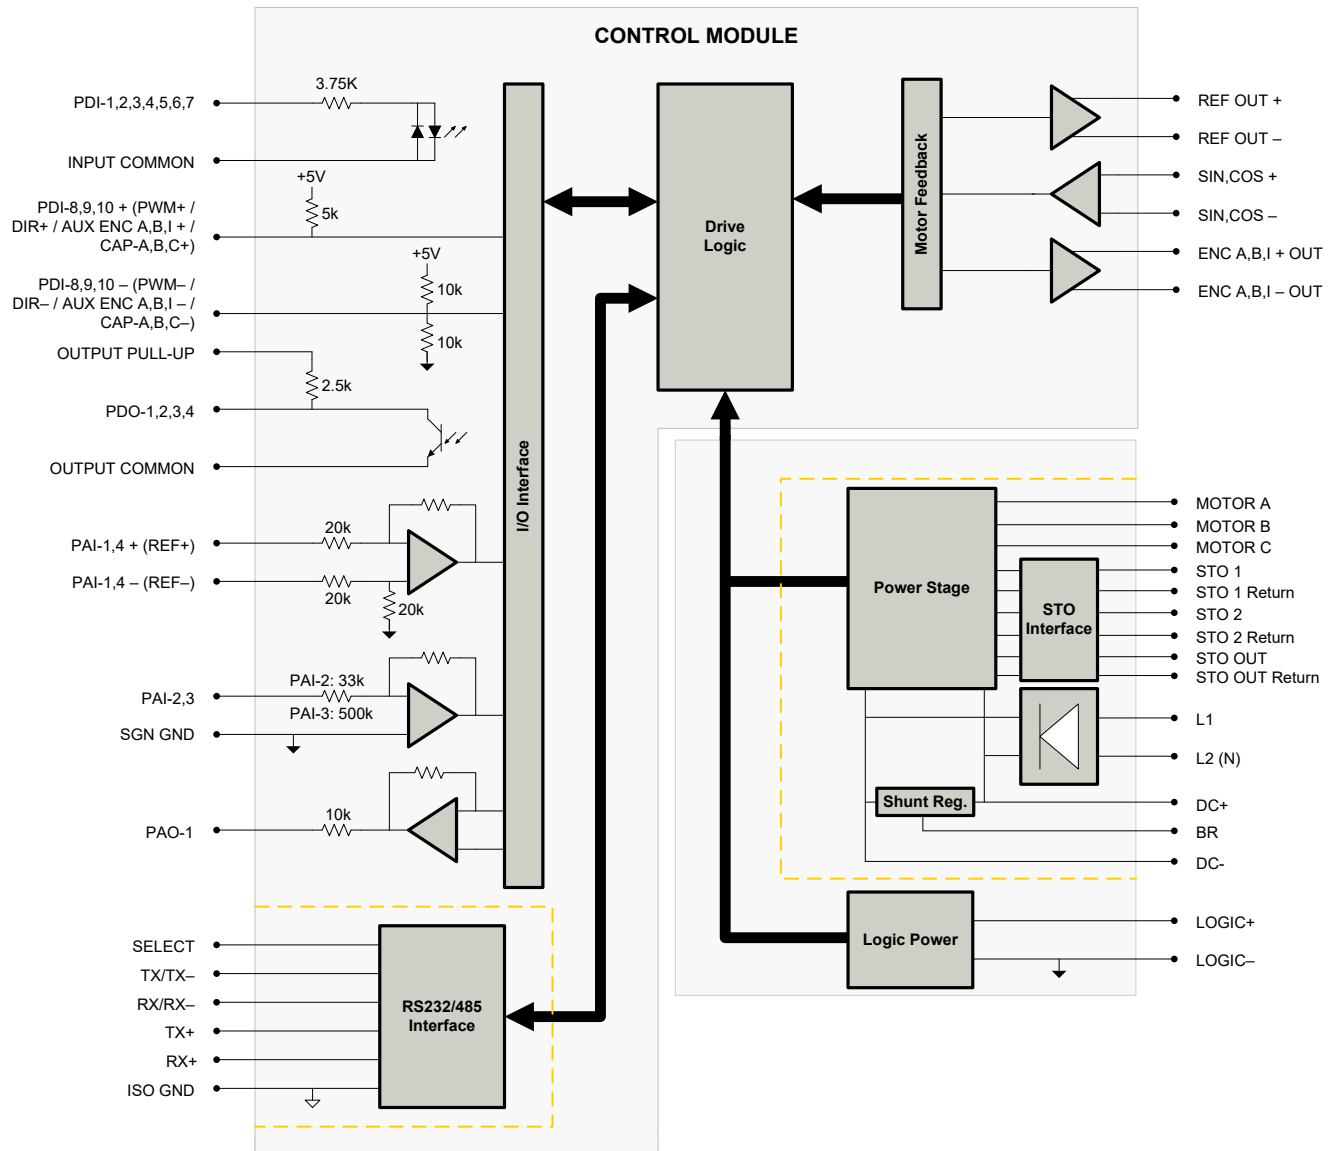 CONTROL MODULE
PDI-1,2,3,4,5,6,7
3.75K
INPUT COMMON
+5V
5k
PDI-8,9,10 + (PWM+ /
DIR+ / AUX ENC A,B,I + /
CAP-A,B,C+)
+5V
10k
10k
PDI-8,9,10 – (PWM– /
DIR– / AUX ENC A,B,I – /
CAP-A,B,C–)
OUTPUT PULL-UP
2.5k
PDO-1,2,3,4
OUTPUT COMMON
20k
PAI-1,4 + (REF+)
PAI-1,4 – (REF–)
20k
20k
PAI-2: 33k
PAI-2,3
PAI-3: 500k
SGN GND
10k
PAO-1
I/O Interface
SELECT
TX/TX–
RX/RX–
TX+
RX+
ISO GND
RS232/485
Interface
Drive
Logic
Motor Feedback
REF OUT +
REF OUT –
SIN,COS +
SIN,COS –
ENC A,B,I + OUT
ENC A,B,I – OUT
Power Stage
MOTOR A
MOTOR B
MOTOR C
STO
Interface
STO 1
STO 1 Return
STO 2
STO 2 Return
STO OUT
STO OUT Return
L1
L2 (N)
Shunt Reg.
DC+
BR
DC-
Logic Power
LOGIC+
LOGIC–